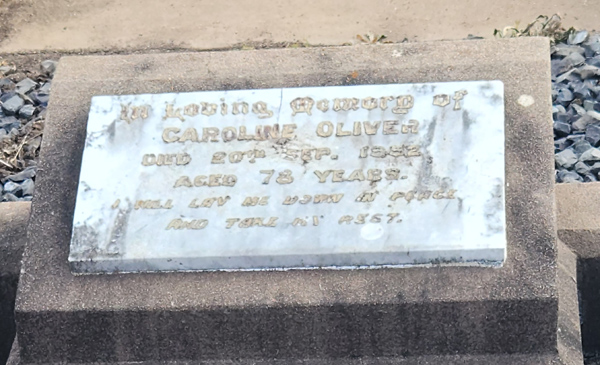 In Loving Memory of
CAROLINE OLIVER
DIED 20TH SEP. 1952
AGED 78 YEARS.
I WILL LAY ME DOWN IN PEACE
AND TAKE MY REST.